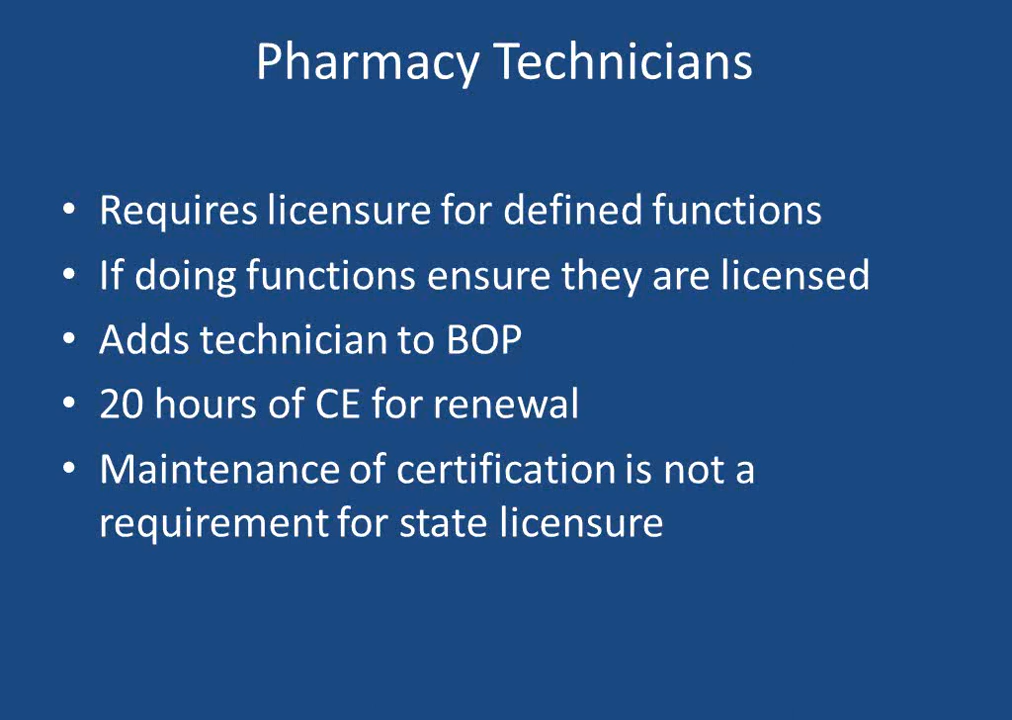 Pharmacy Technicians
• Requires licensure for defined functions
• If doing functions ensure they are licensed
• Adds technician to BOP
• 20 hours of CE for renewal
• Maintenance of certification is not a
requirement for state licensure